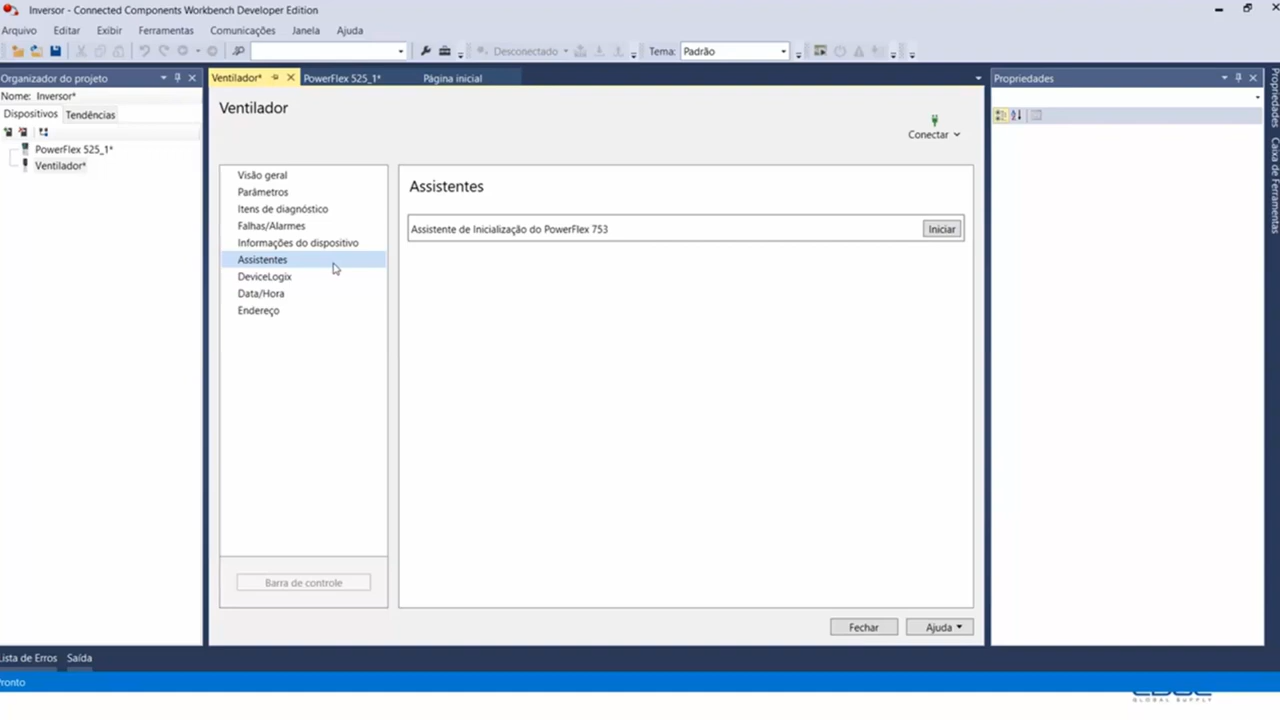 Inversor - Connected Components Workbench Developer Edition
Arquivo Editar Exibir Ferramentas Comunicações Janela Ajuda
Desconectado Tema: Padrão
Organizador do projeto
Ventilador* PowerFlex 525_1* Página inicial
Propriedades
Nome: Inversor*
Dispositivos Tendências
PowerFlex 525_1*
Ventilador*
Ventilador
Conectar
Visão geral
Parâmetros
Itens de diagnóstico
Falhas/Alarmes
Informações do dispositivo
Assistentes
DeviceLogix
Data/Hora
Endereço
Barra de controle
Assistentes
Assistente de Inicialização do PowerFlex 753 Iniciar
Fechar Ajuda
Propriedades
Caixa de Ferramentas
Lista de Erros Saída
Pronto
GLOBAL SUPPLY